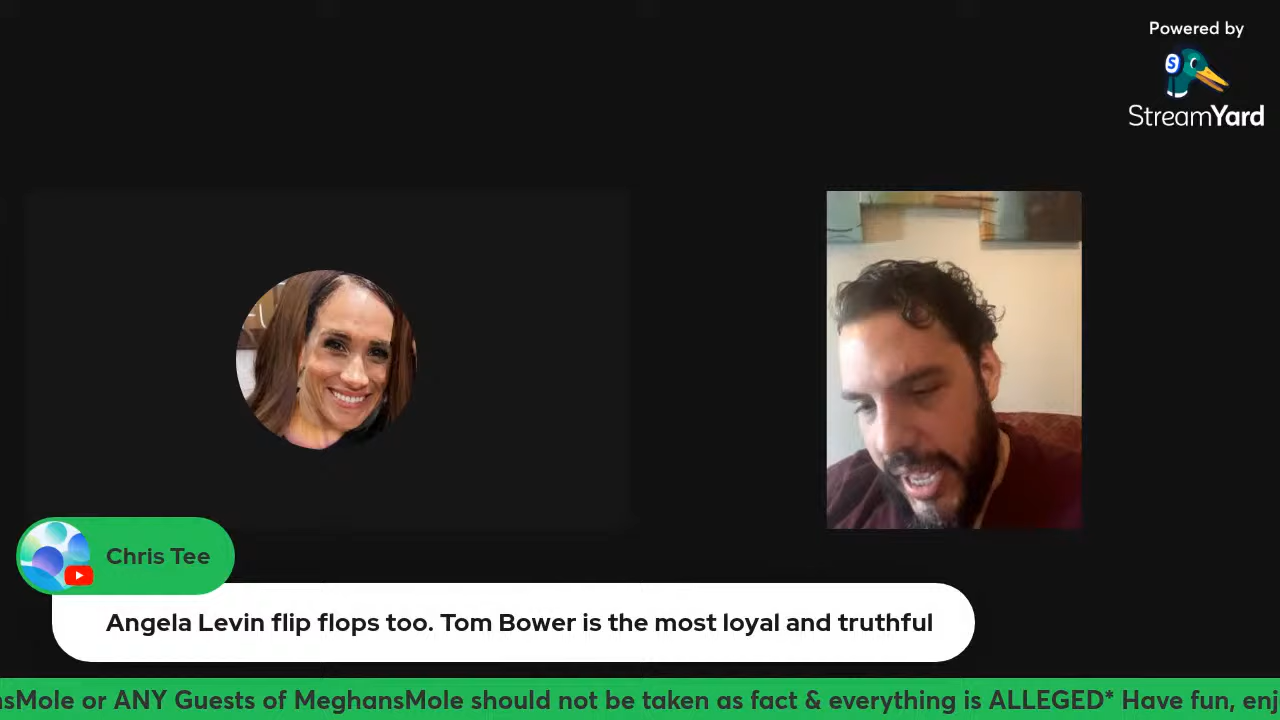 Powered by
StreamYard
Chris Tee
Angela Levin flip flops too. Tom Bower is the most loyal and truthful
nsMole or ANY Guests of MeghansMole should not be taken as fact & everything is ALLEGED* Have fun, enj